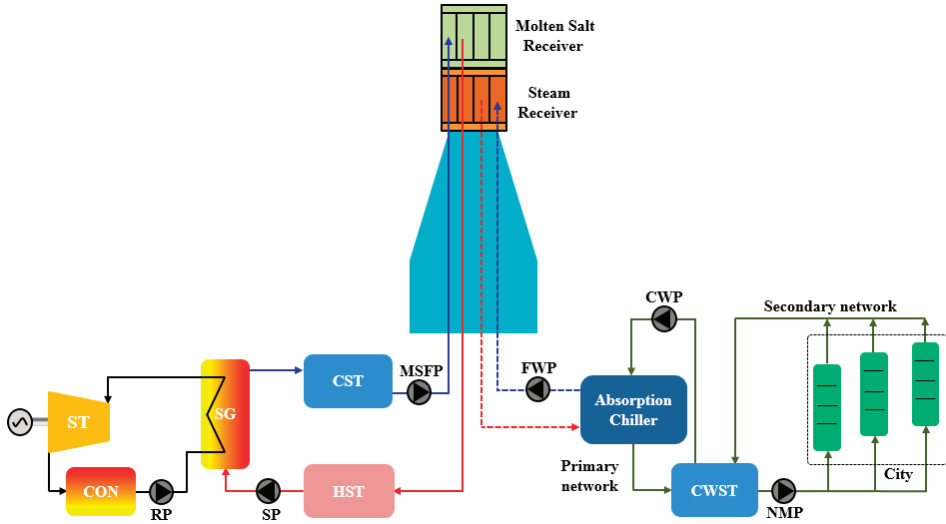 Molten Salt
Receiver
Steam
Receiver
CWP
Secondary network
MSFP
FWP
CST
SG
ST
Absorption
Chiller
City
Primary
network
CON
RP
SP
HST
CWST
NMP